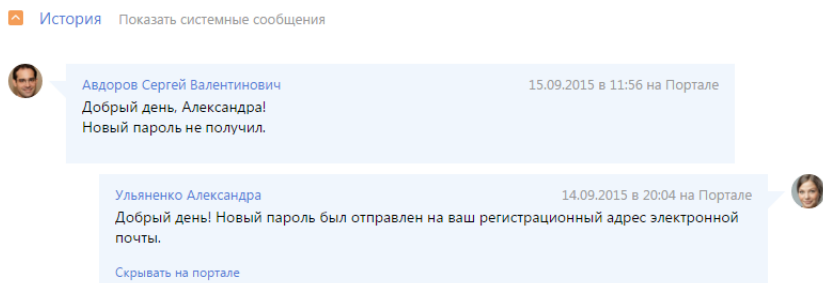 История Показать системные сообщения
Авдоров Сергей Валентинович 15.09.2015 в 11:56 на Портале
Добрый день, Александра!
Новый пароль не получил.
Ульяненко Александра 14.09.2015 в 20:04 на Портале
Добрый день! Новый пароль был отправлен на ваш регистрационный адрес электронной
почты.
Скрывать на портале